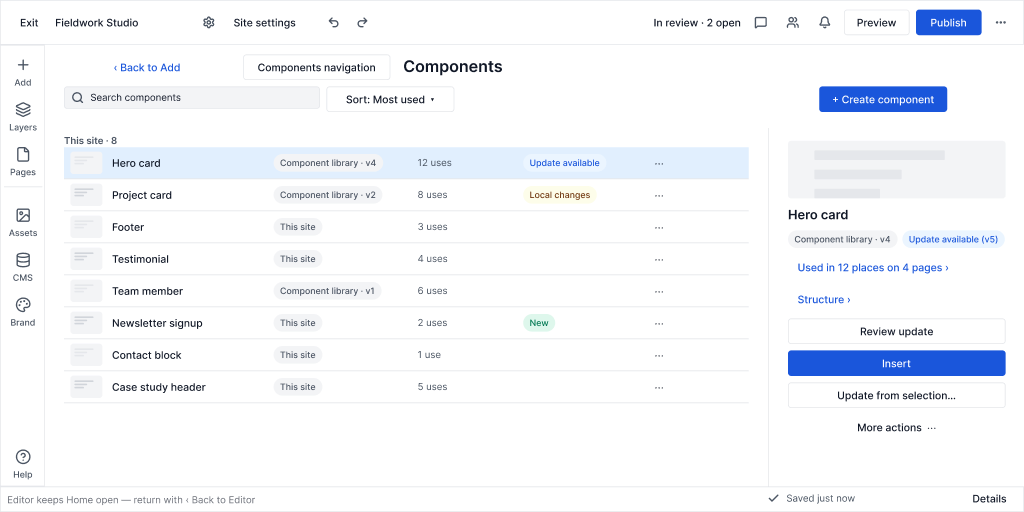 Exit Fieldwork Studio Site settings In review · 2 open Preview Publish ···
Add
Layers
Pages
Assets
CMS
Brand
Help
‹ Back to Add Components navigation Components
Search components Sort: Most used ▾ + Create component
This site · 8
Hero card Component library · v4 12 uses Update available ···
Project card Component library · v2 8 uses Local changes ···
Footer This site 3 uses ···
Testimonial This site 4 uses ···
Team member Component library · v1 6 uses ···
Newsletter signup This site 2 uses New ···
Contact block This site 1 use ···
Case study header This site 5 uses ···
Hero card
Component library · v4 Update available (v5)
Used in 12 places on 4 pages ›
Structure ›
Review update
Insert
Update from selection...
More actions ···
Editor keeps Home open — return with ‹ Back to Editor Saved just now Details